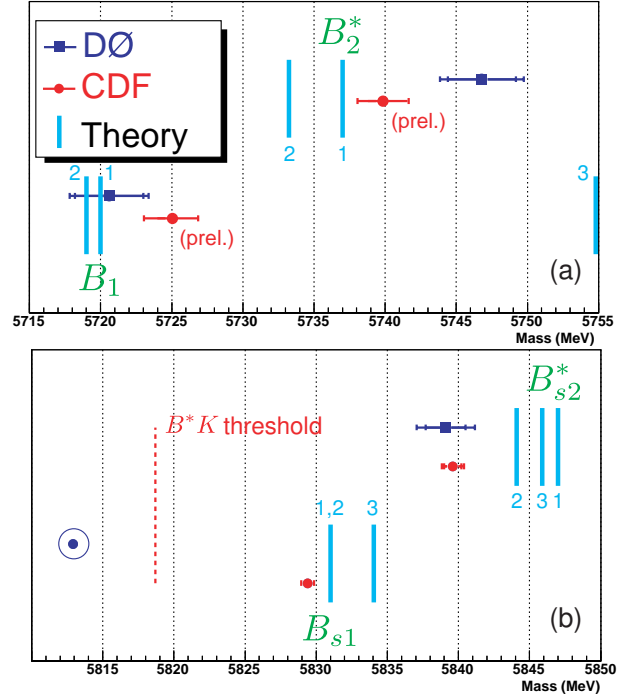 DØ
CDF
Theory
B₂*
(prel.)
2 1
2 1 3
(prel.)
B₁
(a)
5715 5720 5725 5730 5735 5740 5745 5750 5755
Mass (MeV)
B*ₛ₂
B*K threshold
2 3 1
1,2 3
Bₛ₁
(b)
5815 5820 5825 5830 5835 5840 5845 5850
Mass (MeV)